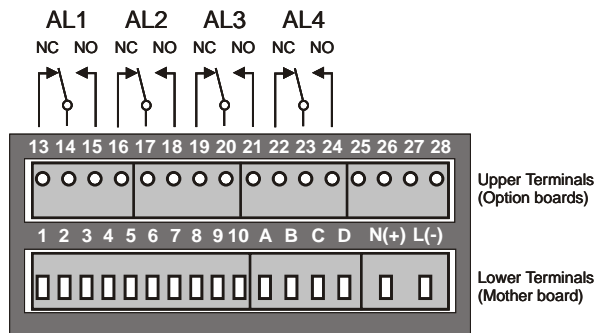 AL1 AL2 AL3 AL4
NC NO NC NO NC NO NC NO
13 14 15 16 17 18 19 20 21 22 23 24 25 26 27 28
Upper Terminals
(Option boards)
1 2 3 4 5 6 7 8 9 10 A B C D N(+) L(-)
Lower Terminals
(Mother board)